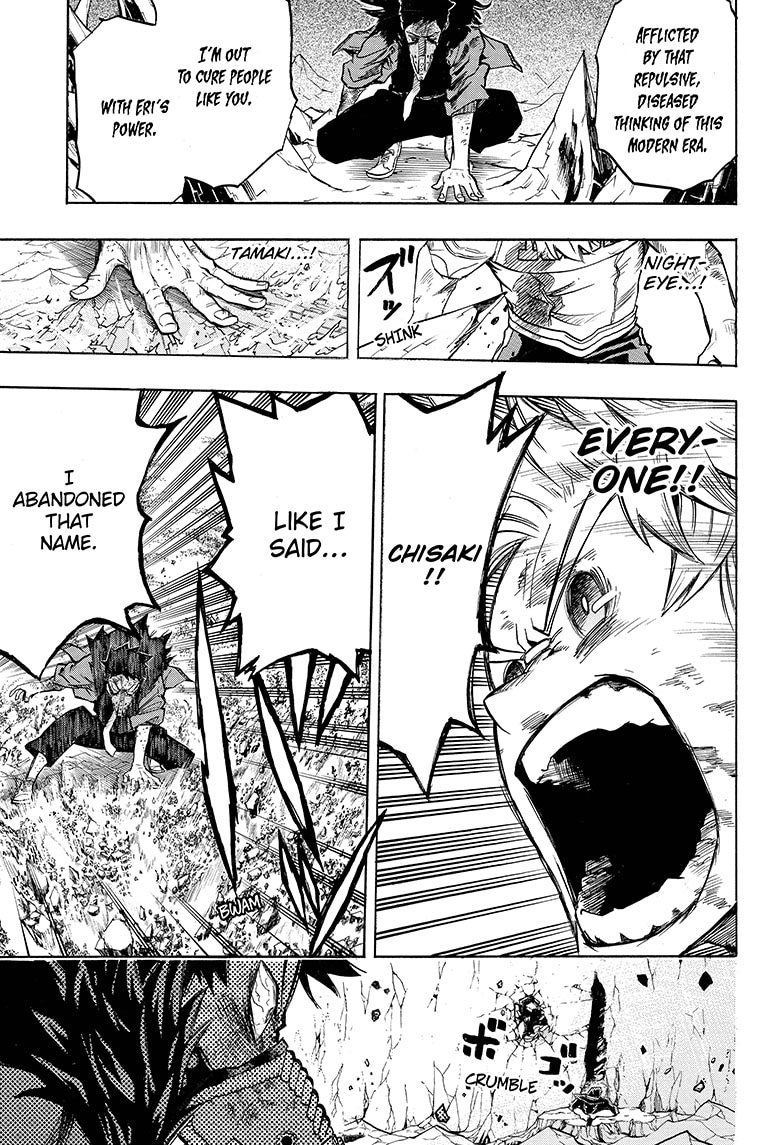 AFFLICTED
BY THAT
REPULSIVE,
DISEASED
THINKING OF THIS
MODERN ERA.
I'M OUT
TO CURE PEOPLE
LIKE YOU.
WITH ERI'S
POWER.
NIGHT-
EYE...!
ズッ
SHINK
TAMAKI...!
EVERY-
ONE!!
CHISAKI
!!
LIKE I
SAID...
I
ABANDONED
THAT
NAME.
BWAM
ボゴ
CRUMBLE